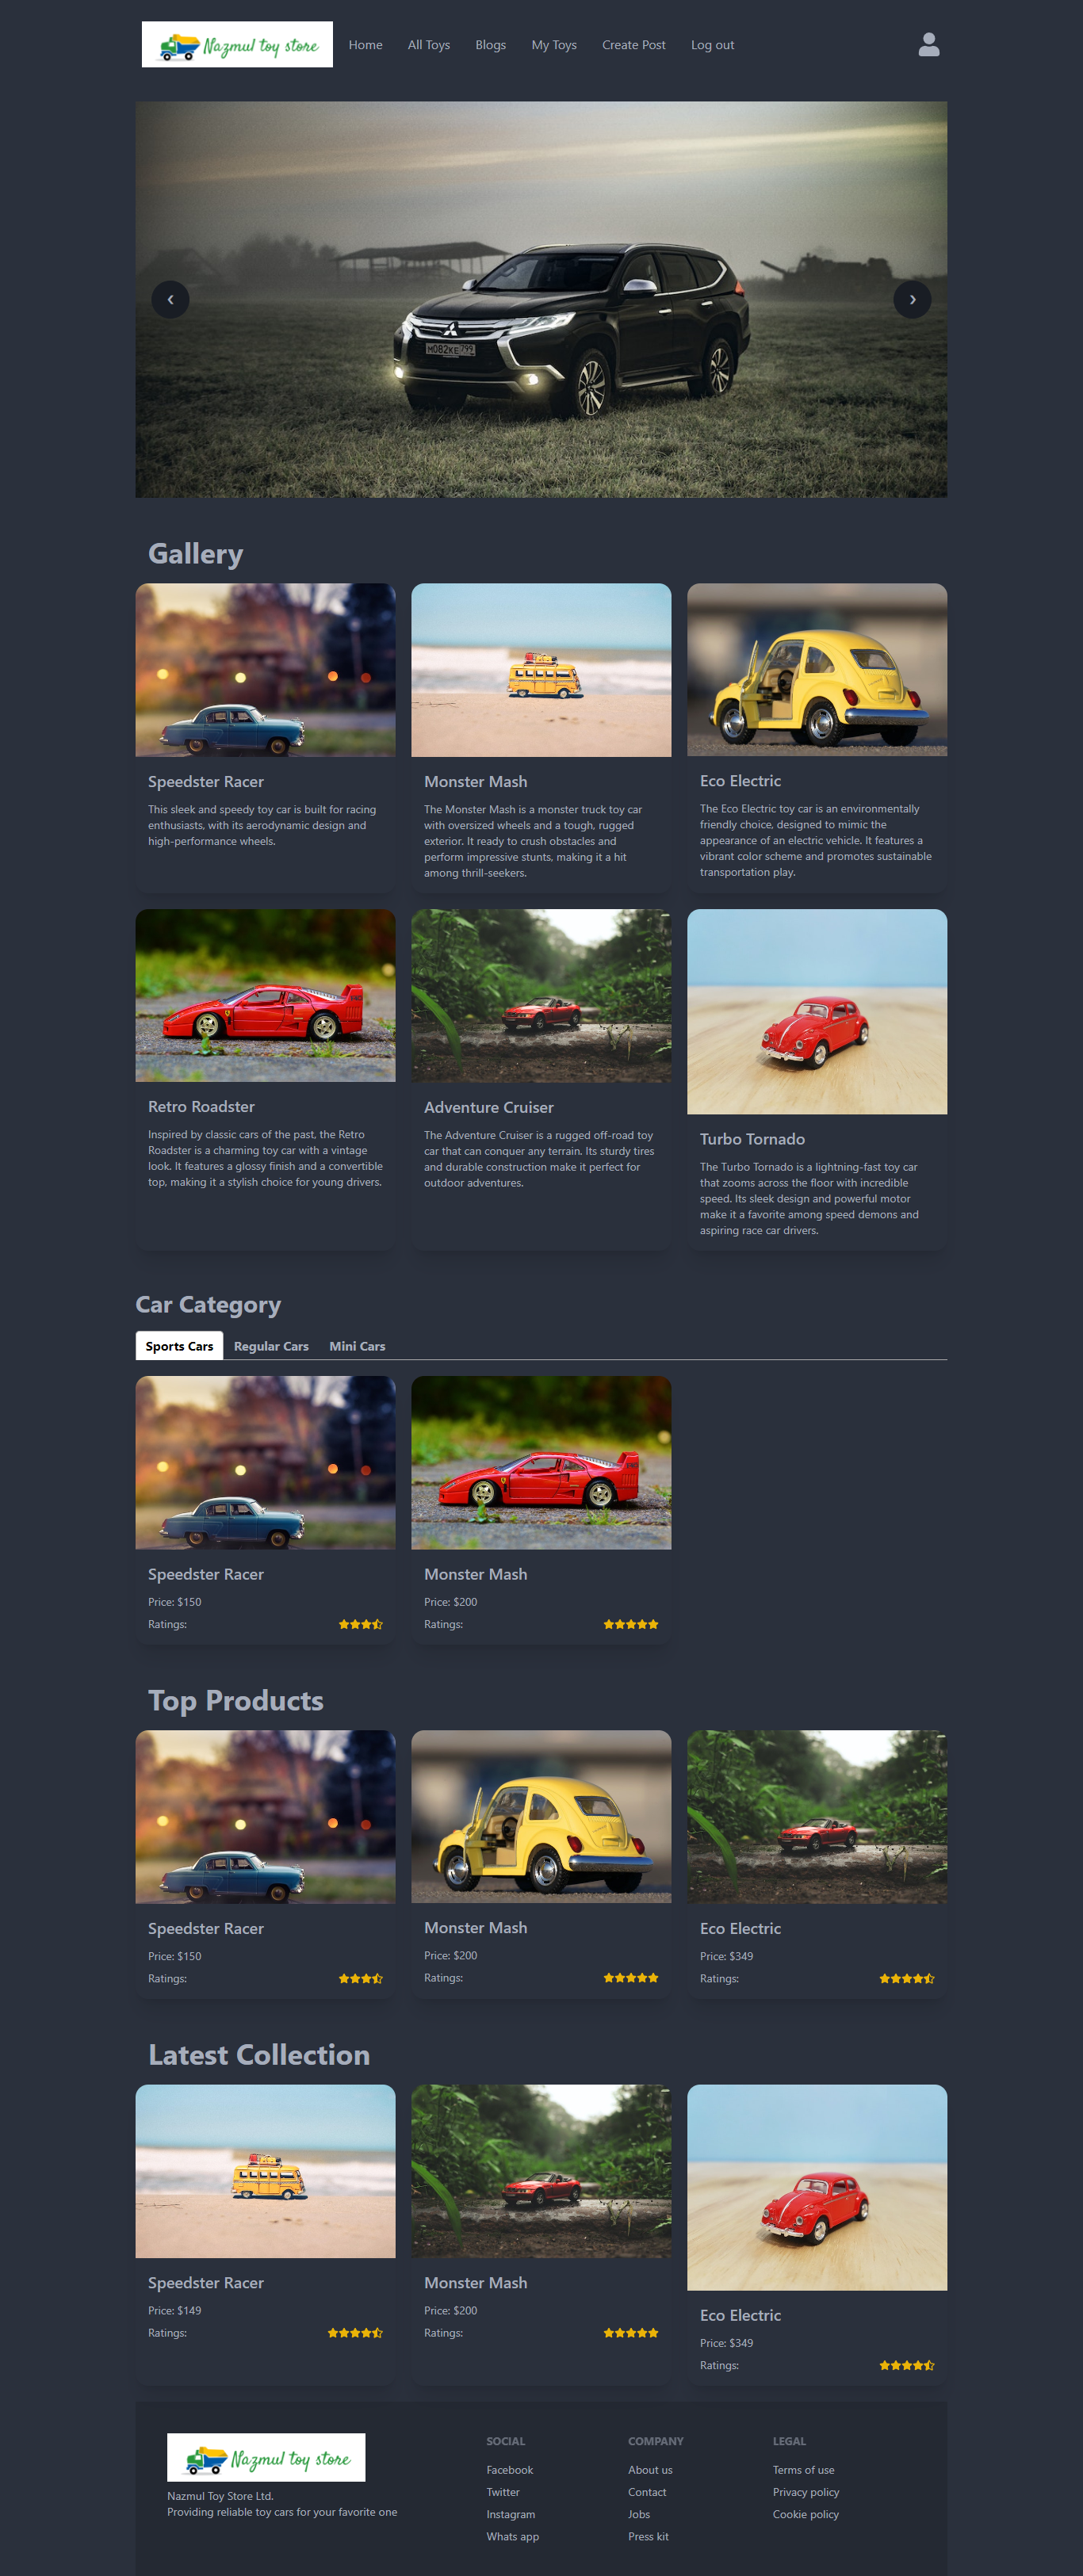 Nazmul toy store
Home All Toys Blogs My Toys Create Post Log out
M082KE 799
❮ ❯
Gallery
Speedster Racer
This sleek and speedy toy car is built for racing
enthusiasts, with its aerodynamic design and
high-performance wheels.
Monster Mash
The Monster Mash is a monster truck toy car
with oversized wheels and a tough, rugged
exterior. It ready to crush obstacles and
perform impressive stunts, making it a hit
among thrill-seekers.
Eco Electric
The Eco Electric toy car is an environmentally
friendly choice, designed to mimic the
appearance of an electric vehicle. It features a
vibrant color scheme and promotes sustainable
transportation play.
Retro Roadster
Inspired by classic cars of the past, the Retro
Roadster is a charming toy car with a vintage
look. It features a glossy finish and a convertible
top, making it a stylish choice for young drivers.
Adventure Cruiser
The Adventure Cruiser is a rugged off-road toy
car that can conquer any terrain. Its sturdy tires
and durable construction make it perfect for
outdoor adventures.
Turbo Tornado
The Turbo Tornado is a lightning-fast toy car
that zooms across the floor with incredible
speed. Its sleek design and powerful motor
make it a favorite among speed demons and
aspiring race car drivers.
Car Category
Sports Cars Regular Cars Mini Cars
Speedster Racer
Price: $150
Ratings:
Monster Mash
Price: $200
Ratings:
Top Products
Speedster Racer
Price: $150
Ratings:
Monster Mash
Price: $200
Ratings:
Eco Electric
Price: $349
Ratings:
Latest Collection
Speedster Racer
Price: $149
Ratings:
Monster Mash
Price: $200
Ratings:
Eco Electric
Price: $349
Ratings:
Nazmul toy store
Nazmul Toy Store Ltd.
Providing reliable toy cars for your favorite one
SOCIAL
Facebook
Twitter
Instagram
Whats app
COMPANY
About us
Contact
Jobs
Press kit
LEGAL
Terms of use
Privacy policy
Cookie policy